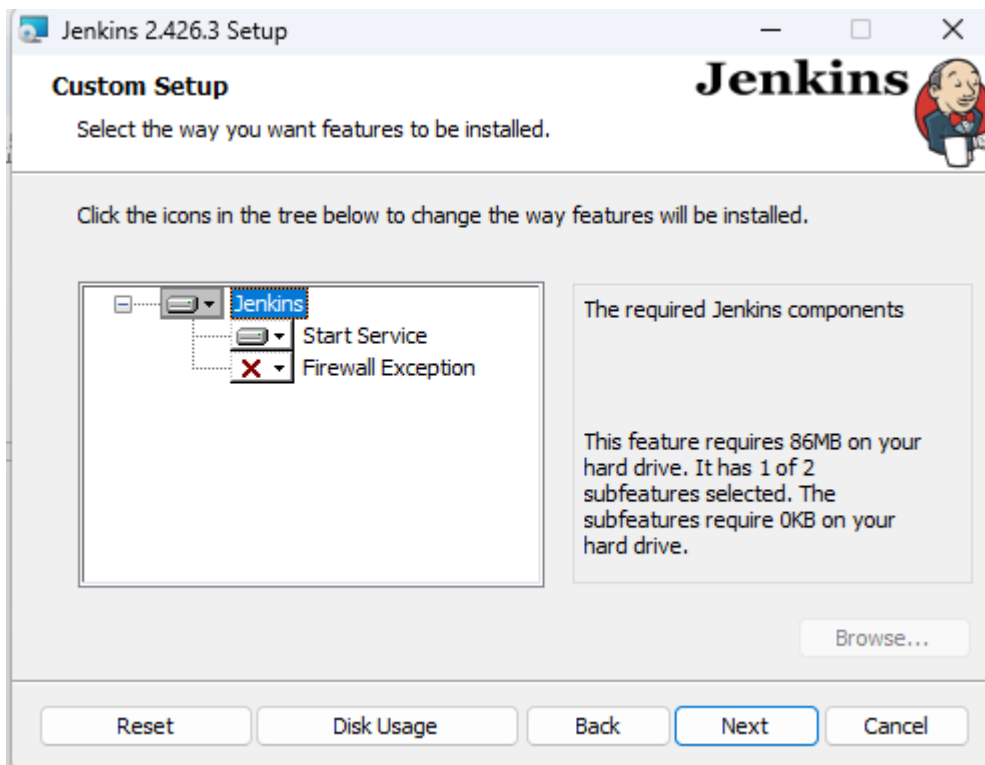 Jenkins 2.426.3 Setup
Custom Setup
Jenkins
Select the way you want features to be installed.
Click the icons in the tree below to change the way features will be installed.
Jenkins
Start Service
Firewall Exception
The required Jenkins components
This feature requires 86MB on your
hard drive. It has 1 of 2
subfeatures selected. The
subfeatures require 0KB on your
hard drive.
Browse...
Reset
Disk Usage
Back
Next
Cancel